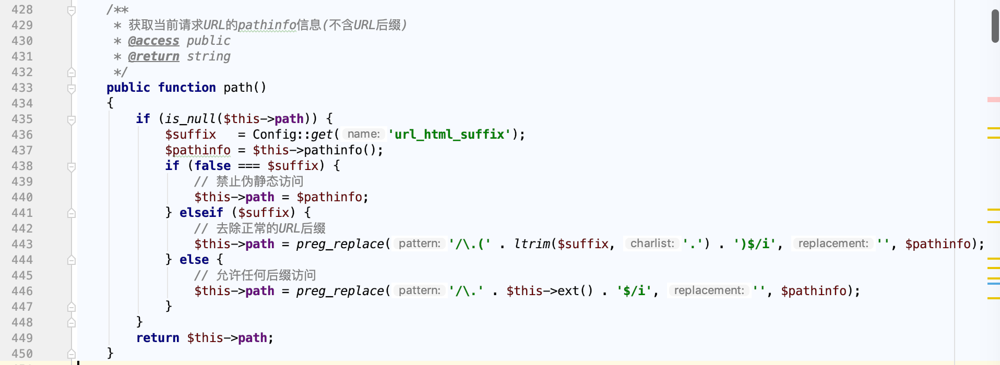 428 /**
429 * 获取当前请求URL的pathinfo信息(不含URL后缀)
430 * @access public
431 * @return string
432 */
433 public function path()
434 {
435 if (is_null($this->path)) {
436 $suffix = Config::get( name: 'url_html_suffix');
437 $pathinfo = $this->pathinfo();
438 if (false === $suffix) {
439 // 禁止伪静态访问
440 $this->path = $pathinfo;
441 } elseif ($suffix) {
442 // 去除正常的URL后缀
443 $this->path = preg_replace( pattern: '/\.(' . ltrim($suffix, charlist: '.') . ')$/i', replacement: '', $pathinfo);
444 } else {
445 // 允许任何后缀访问
446 $this->path = preg_replace( pattern: '/\.' . $this->ext() . '$/i', replacement: '', $pathinfo);
447 }
448 }
449 return $this->path;
450 }